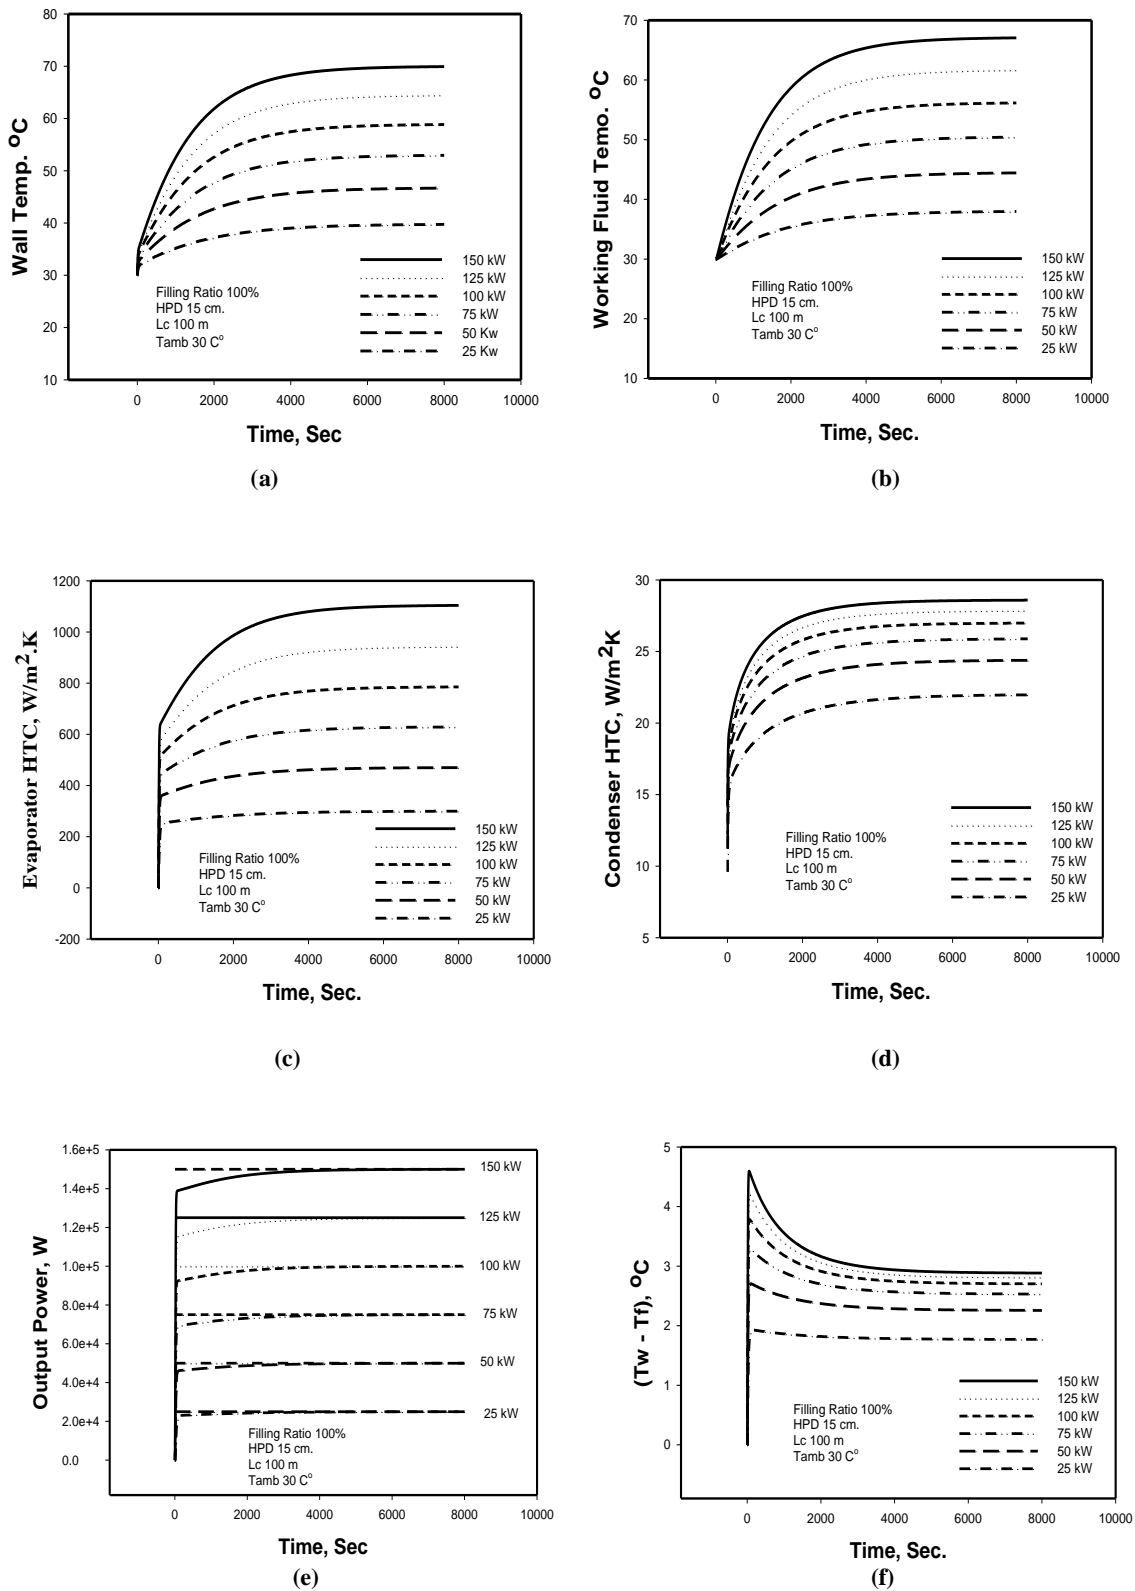 80
70
60
50
40
30
20
10
Wall Temp. ºC
150 kW
125 kW
100 kW
75 kW
50 Kw
25 Kw
Filling Ratio 100%
HPD 15 cm.
Lc 100 m
Tamb 30 Cº
0 2000 4000 6000 8000 10000
Time, Sec
(a)
70
60
50
40
30
20
10
Working Fluid Temo. ºC
150 kW
125 kW
100 kW
75 kW
50 kW
25 kW
Filling Ratio 100%
HPD 15 cm.
Lc 100 m
Tamb 30 Cº
0 2000 4000 6000 8000 10000
Time, Sec.
(b)
1200
1000
800
600
400
200
0
-200
Evaporator HTC, W/m².K
150 kW
125 kW
100 kW
75 kW
50 kW
25 kW
Filling Ratio 100%
HPD 15 cm.
Lc 100 m
Tamb 30 Cº
0 2000 4000 6000 8000 10000
Time, Sec.
(c)
30
25
20
15
10
5
Condenser HTC, W/m²K
150 kW
125 kW
100 kW
75 kW
50 kW
25 kW
Filling Ratio 100%
HPD 15 cm.
Lc 100 m
Tamb 30 Cº
0 2000 4000 6000 8000 10000
Time, Sec.
(d)
1.6e+5
1.4e+5
1.2e+5
1.0e+5
8.0e+4
6.0e+4
4.0e+4
2.0e+4
0.0
Output Power, W
150 kW
125 kW
100 kW
75 kW
50 kW
25 kW
Filling Ratio 100%
HPD 15 cm.
Lc 100 m
Tamb 30 Cº
0 2000 4000 6000 8000 10000
Time, Sec
(e)
5
4
3
2
1
0
(Tw - Tf), ºC
150 kW
125 kW
100 kW
75 kW
50 kW
25 kW
Filling Ratio 100%
HPD 15 cm.
Lc 100 m
Tamb 30 Cº
0 2000 4000 6000 8000 10000
Time, Sec.
(f)